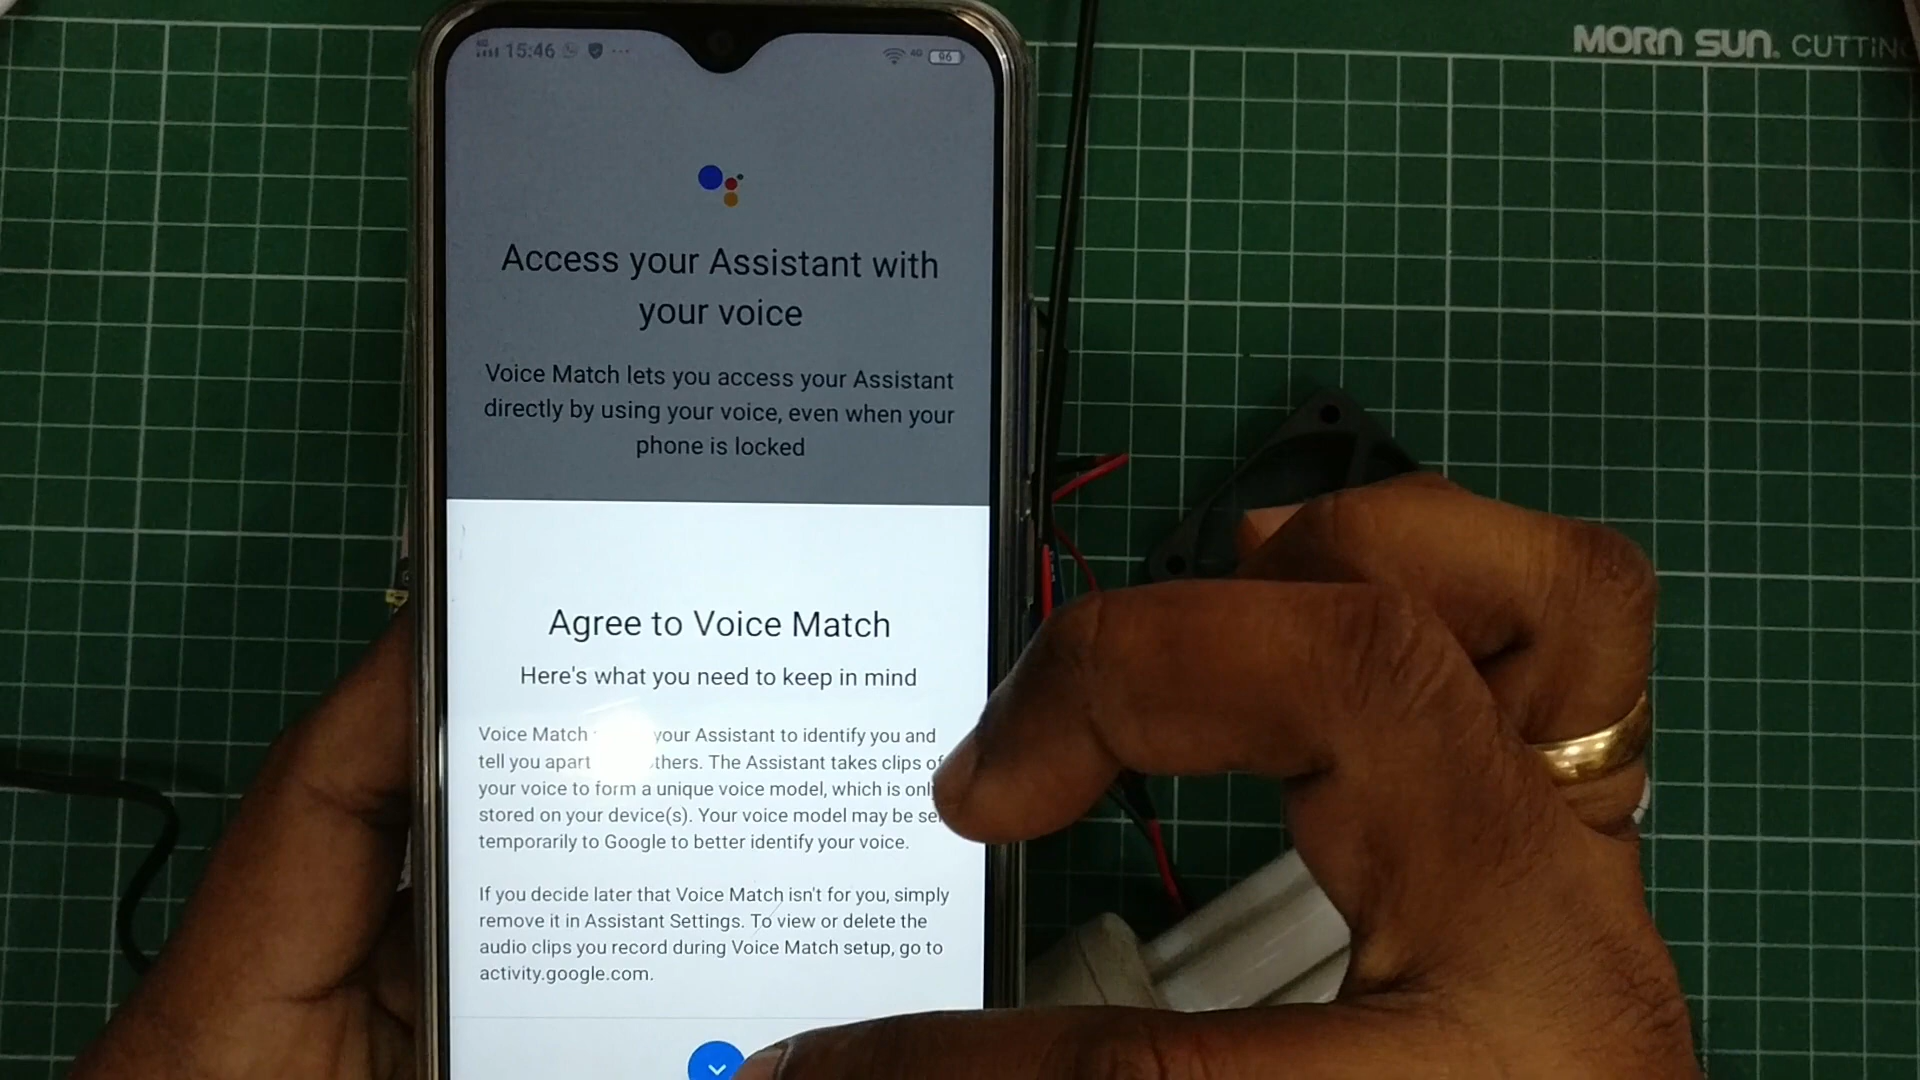 MORN SUN. CUTTIN
15:46
4G 96
Access your Assistant with
your voice
Voice Match lets you access your Assistant
directly by using your voice, even when your
phone is locked
Agree to Voice Match
Here's what you need to keep in mind
Voice Match your Assistant to identify you and
tell you apart thers. The Assistant takes clips of
your voice to form a unique voice model, which is onl
stored on your device(s). Your voice model may be se
temporarily to Google to better identify your voice.
If you decide later that Voice Match isn't for you, simply
remove it in Assistant Settings. To view or delete the
audio clips you record during Voice Match setup, go to
activity.google.com.